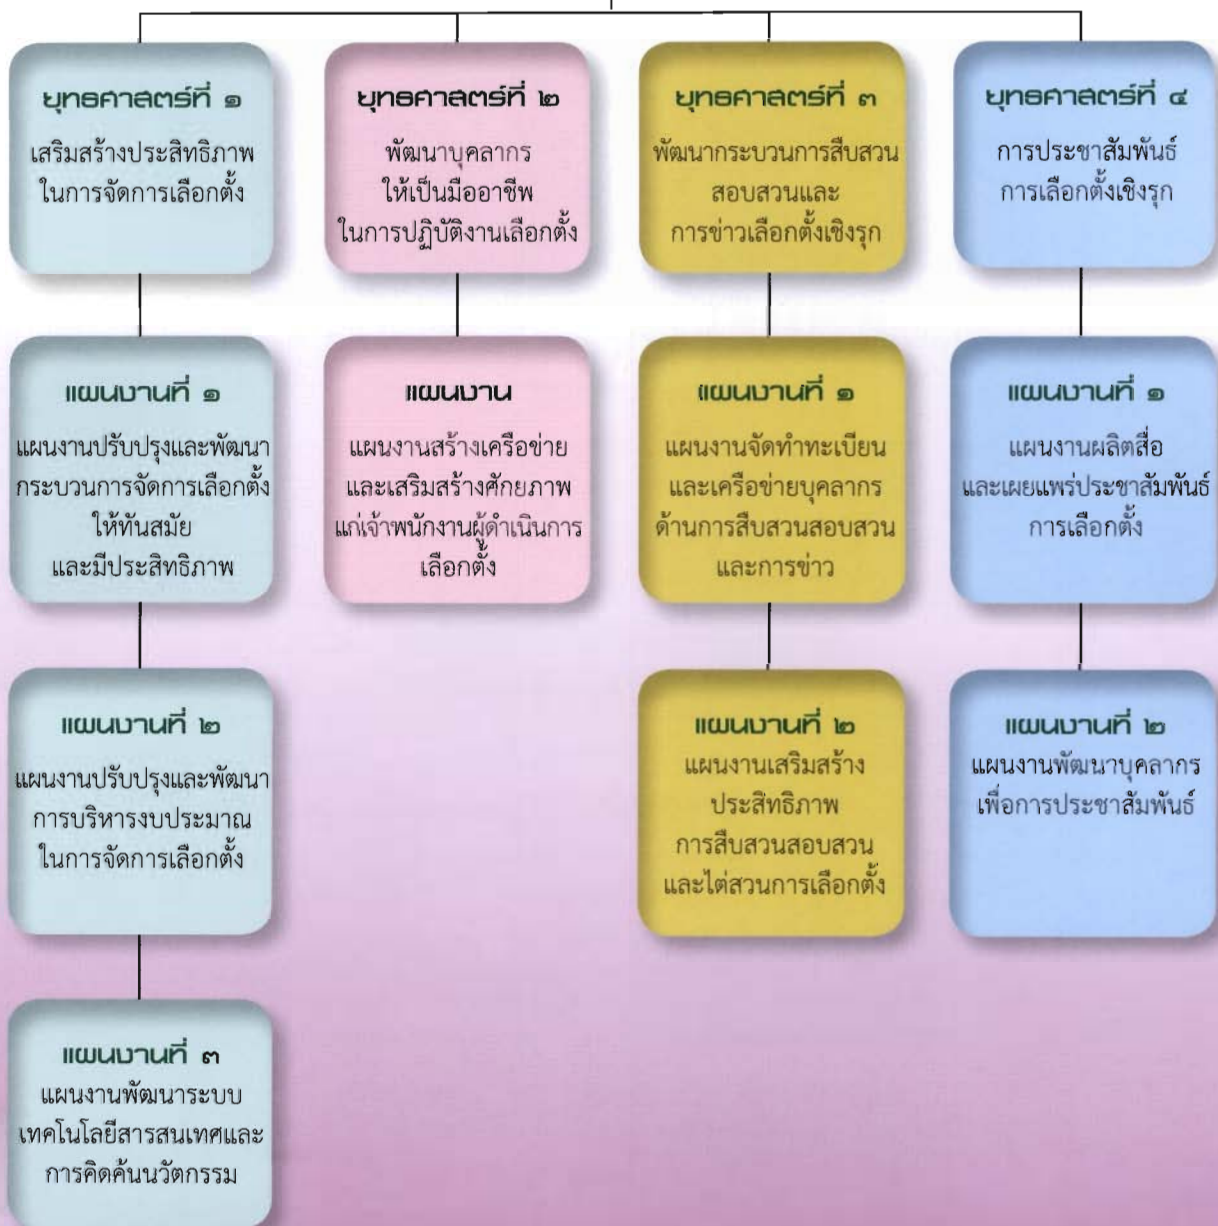 ยุทธศาสตร์ที่ ๑
เสริมสร้างประสิทธิภาพ
ในการจัดการเลือกตั้ง
ยุทธศาสตร์ที่ ๒
พัฒนาบุคลากร
ให้เป็นมืออาชีพ
ในการปฏิบัติงานเลือกตั้ง
ยุทธศาสตร์ที่ ๓
พัฒนากระบวนการสืบสวน
สอบสวนและ
การข่าวเลือกตั้งเชิงรุก
ยุทธศาสตร์ที่ ๔
การประชาสัมพันธ์
การเลือกตั้งเชิงรุก
แผนงานที่ ๑
แผนงานปรับปรุงและพัฒนา
กระบวนการจัดการเลือกตั้ง
ให้ทันสมัย
และมีประสิทธิภาพ
แผนงาน
แผนงานสร้างเครือข่าย
และเสริมสร้างศักยภาพ
แก่เจ้าพนักงานผู้ดำเนินการ
เลือกตั้ง
แผนงานที่ ๑
แผนงานจัดทำทะเบียน
และเครือข่ายบุคลากร
ด้านการสืบสวนสอบสวน
และการข่าว
แผนงานที่ ๑
แผนงานผลิตสื่อ
และเผยแพร่ประชาสัมพันธ์
การเลือกตั้ง
แผนงานที่ ๒
แผนงานปรับปรุงและพัฒนา
การบริหารงบประมาณ
ในการจัดการเลือกตั้ง
แผนงานที่ ๒
แผนงานเสริมสร้าง
ประสิทธิภาพ
การสืบสวนสอบสวน
และไต่สวนการเลือกตั้ง
แผนงานที่ ๒
แผนงานพัฒนาบุคลากร
เพื่อการประชาสัมพันธ์
แผนงานที่ ๓
แผนงานพัฒนาระบบ
เทคโนโลยีสารสนเทศและ
การคิดค้นนวัตกรรม